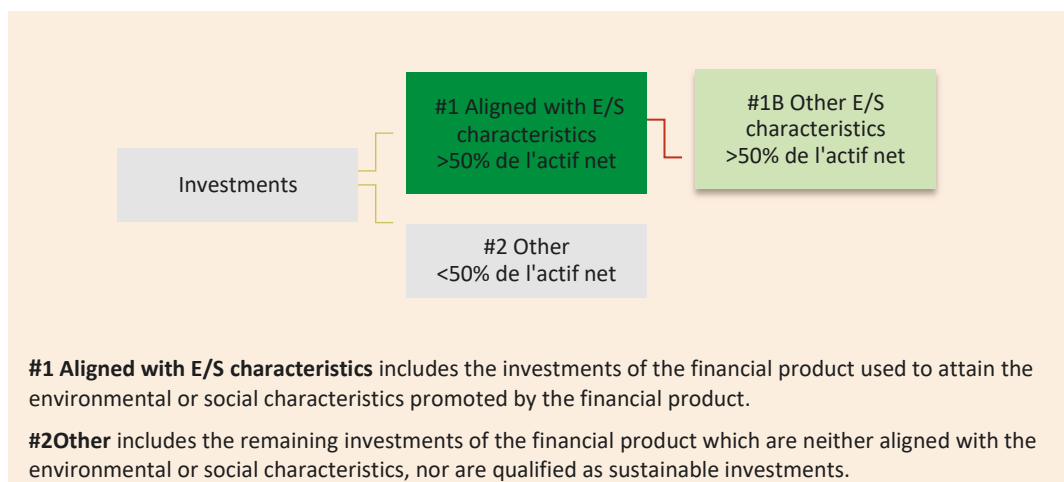 #1 Aligned with E/S
characteristics
>50% de l'actif net
#1B Other E/S
characteristics
>50% de l'actif net
Investments
#2 Other
<50% de l'actif net
#1 Aligned with E/S characteristics includes the investments of the financial product used to attain the
environmental or social characteristics promoted by the financial product.
#2Other includes the remaining investments of the financial product which are neither aligned with the
environmental or social characteristics, nor are qualified as sustainable investments.